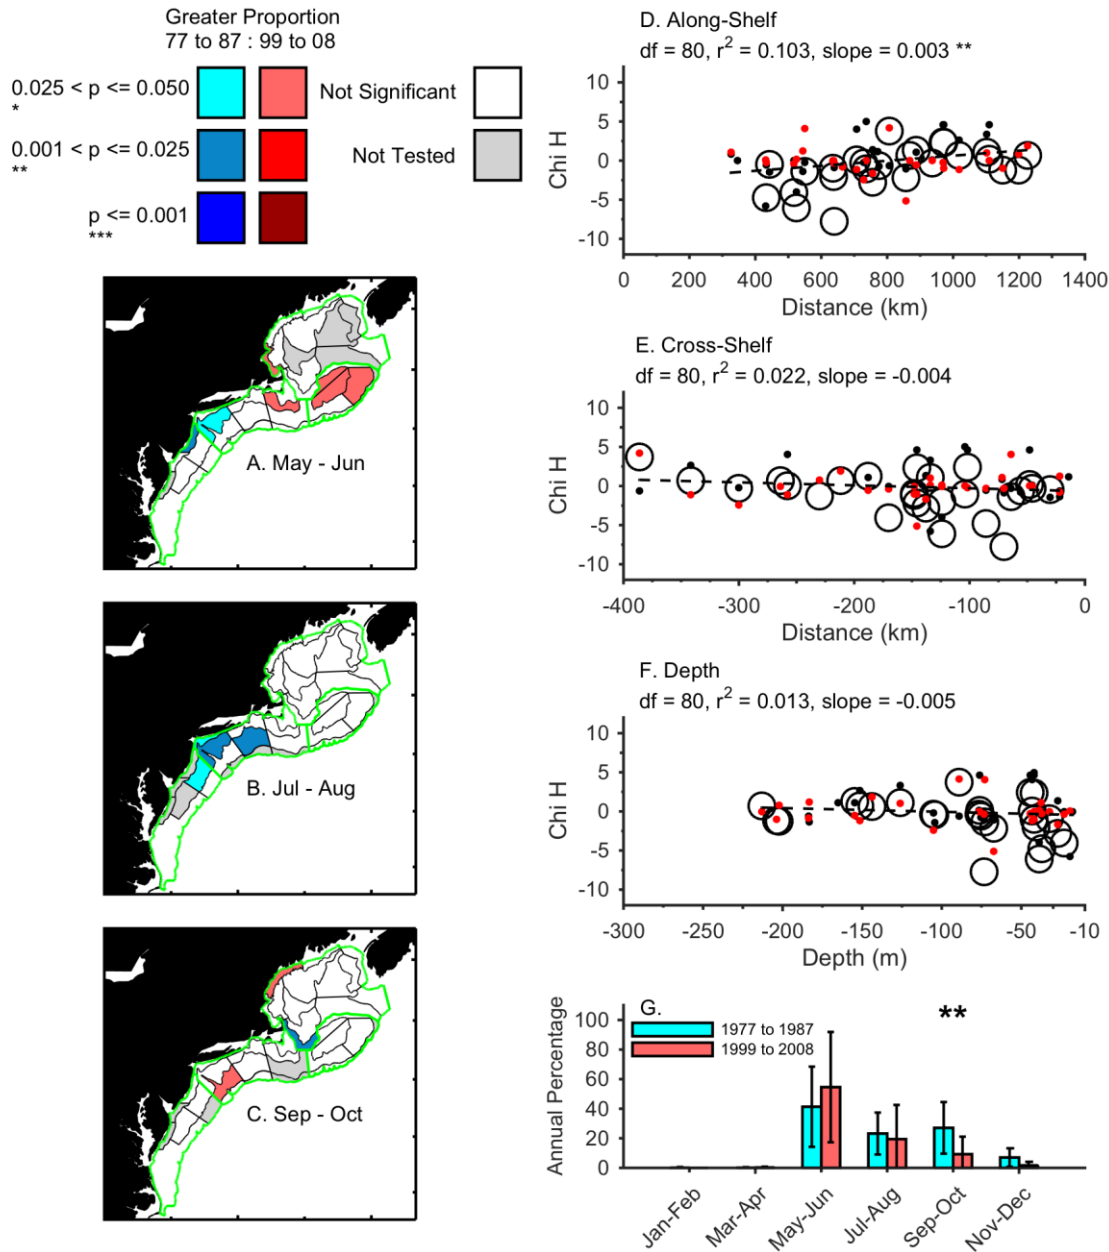 Greater Proportion
77 to 87 : 99 to 08
0.025 < p <= 0.050
*
0.001 < p <= 0.025
**
p <= 0.001
***
Not Significant
Not Tested
A. May - Jun
B. Jul - Aug
C. Sep - Oct
D. Along-Shelf
df = 80, r² = 0.103, slope = 0.003 **
10
5
0
-5
-10
Chi H
0 200 400 600 800 1000 1200 1400
Distance (km)
E. Cross-Shelf
df = 80, r² = 0.022, slope = -0.004
10
5
0
-5
-10
Chi H
-400 -300 -200 -100 0
Distance (km)
F. Depth
df = 80, r² = 0.013, slope = -0.005
10
5
0
-5
-10
Chi H
-300 -250 -200 -150 -100 -50 -10
Depth (m)
G.
**
1977 to 1987
1999 to 2008
100
80
60
40
20
0
Annual Percentage
Jan-Feb
Mar-Apr
May-Jun
Jul-Aug
Sep-Oct
Nov-Dec